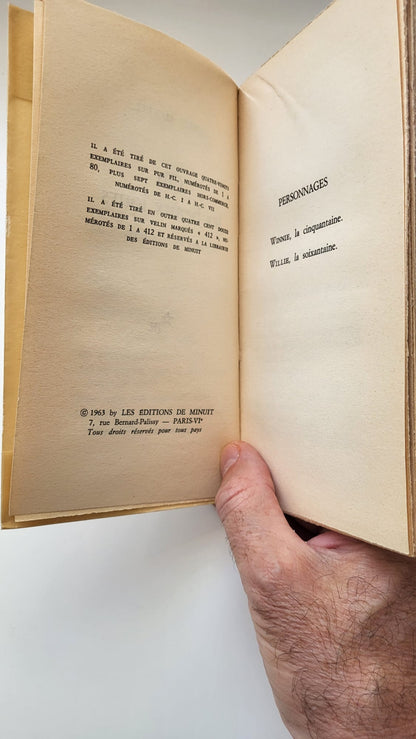 IL A ÉTÉ TIRÉ DE CET OUVRAGE QUATRE-VINGTS
EXEMPLAIRES SUR PUR FIL, NUMÉROTÉS DE 1 A
80, PLUS SEPT EXEMPLAIRES HORS-COMMERCE,
NUMÉROTÉS DE H.-C. I A H.-C. VII
IL A ÉTÉ TIRÉ EN OUTRE QUATRE CENT DOUZE
EXEMPLAIRES SUR VELIN MARQUÉS « 412 », NU-
MÉROTÉS DE 1 A 412 ET RÉSERVÉS A LA LIBRAIRIE
DES ÉDITIONS DE MINUIT
© 1963 by LES ÉDITIONS DE MINUIT
7, rue Bernard-Palissy — PARIS-VIᵉ
Tous droits réservés pour tout pays
PERSONNAGES
WINNIE, la cinquantaine.
WILLIE, la soixantaine.